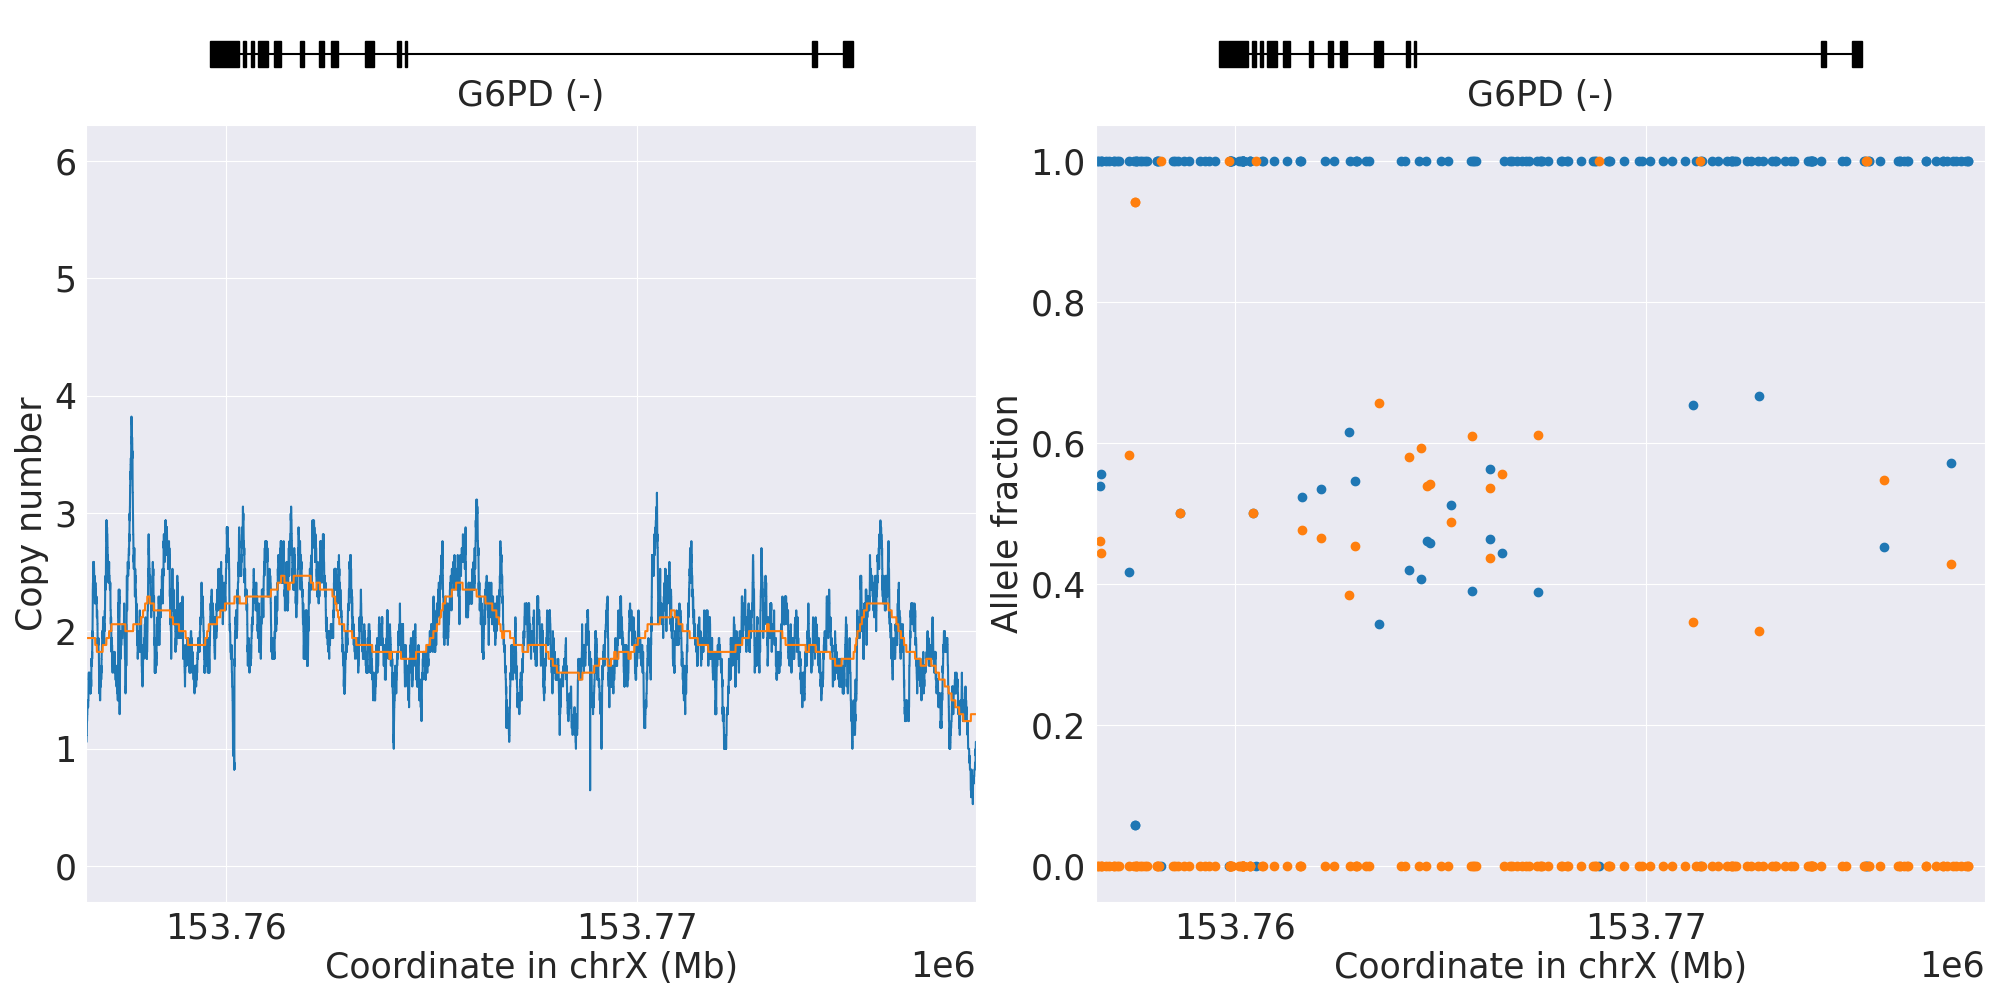 G6PD (-)
6
5
4
3
2
1
0
Copy number
153.76
153.77
Coordinate in chrX (Mb)
1e6
G6PD (-)
1.0
0.8
0.6
0.4
0.2
0.0
Allele fraction
153.76
153.77
Coordinate in chrX (Mb)
1e6